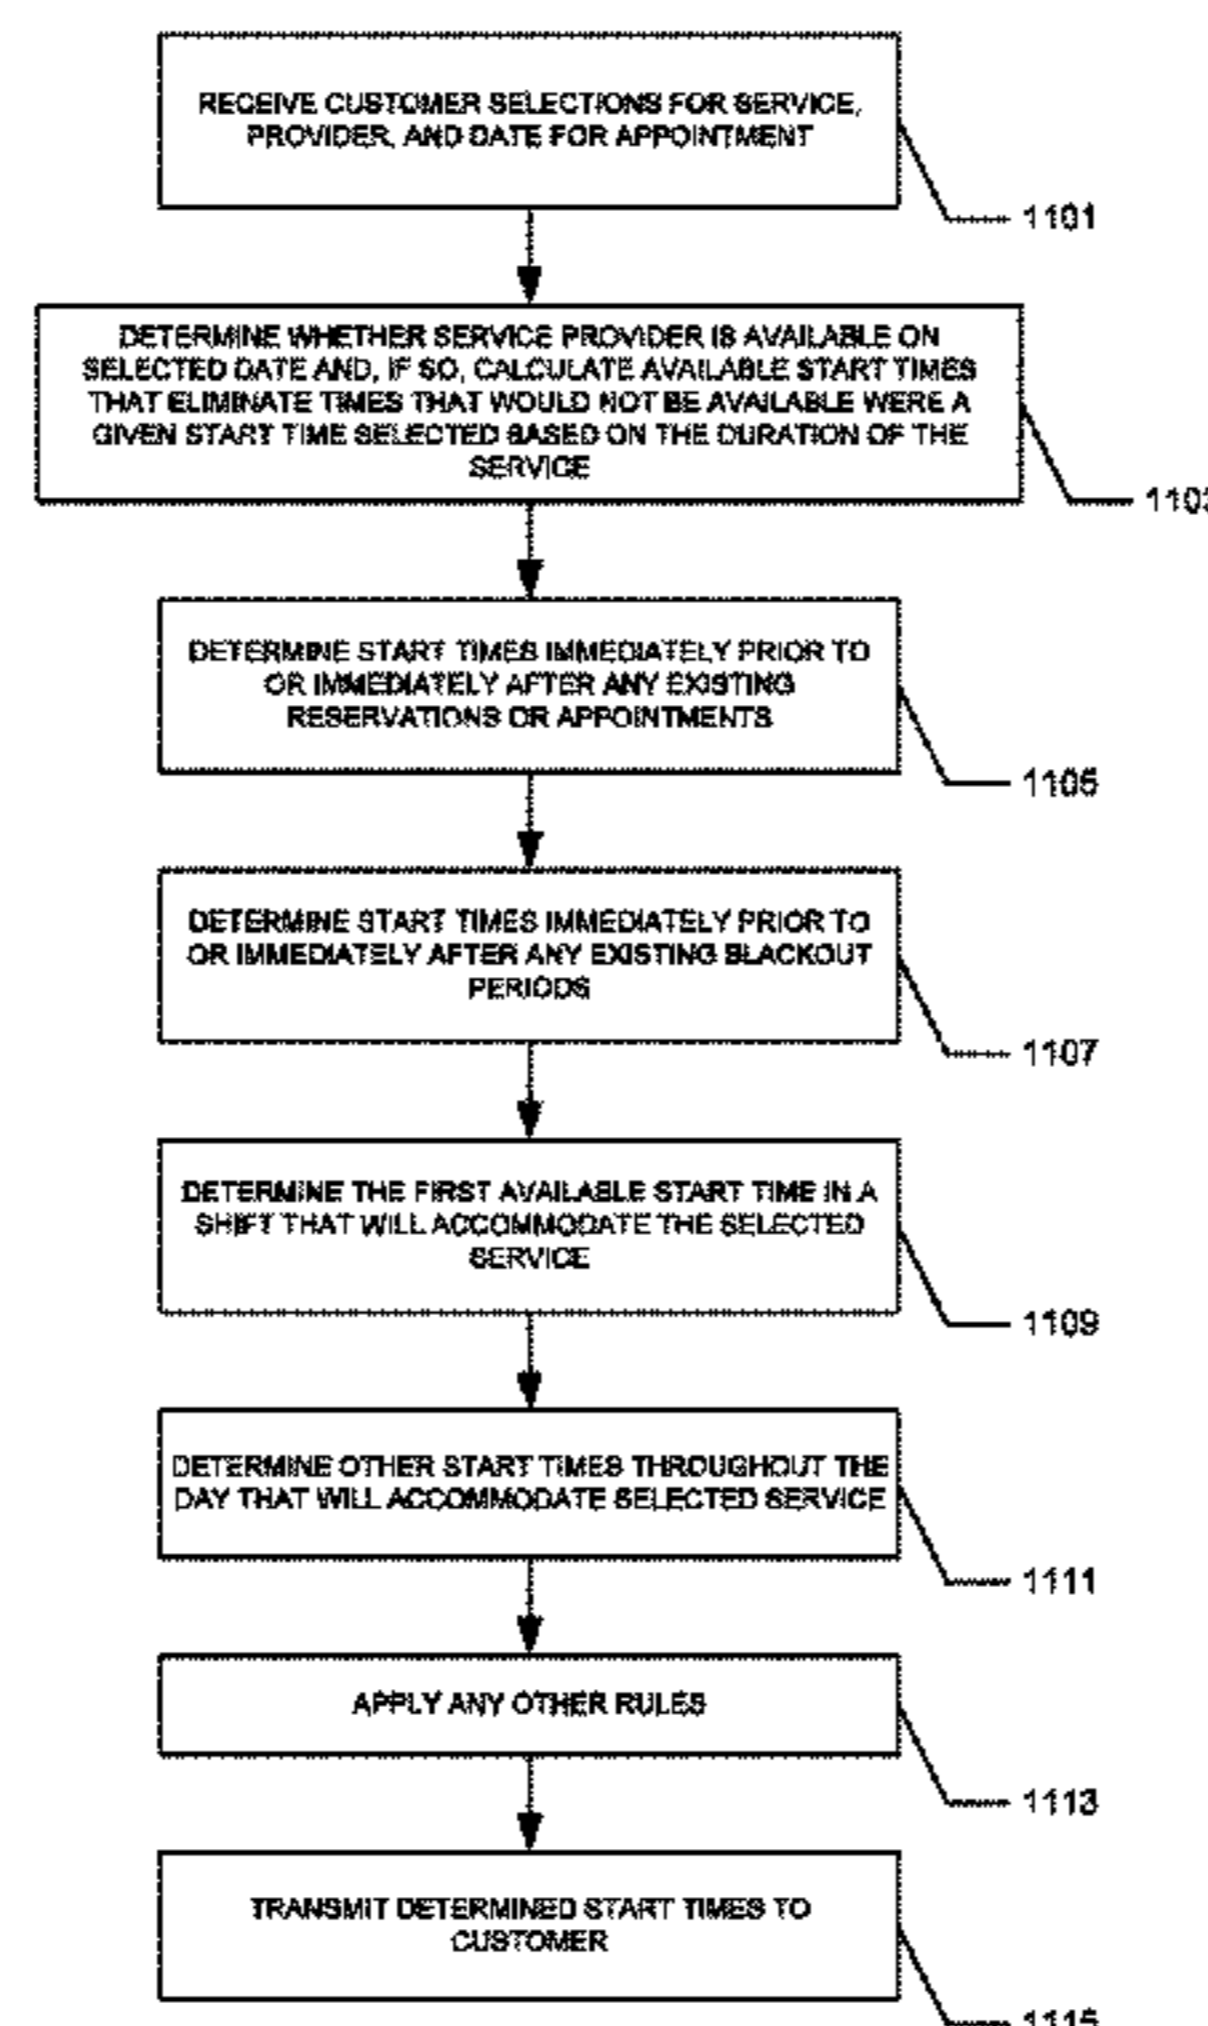 RECEIVE CUSTOMER SELECTIONS FOR SERVICE,
PROVIDER, AND DATE FOR APPOINTMENT
1101
DETERMINE WHETHER SERVICE PROVIDER IS AVAILABLE ON
SELECTED DATE AND, IF SO, CALCULATE AVAILABLE START TIMES
THAT ELIMINATE TIMES THAT WOULD NOT BE AVAILABLE WERE A
GIVEN START TIME SELECTED BASED ON THE DURATION OF THE
SERVICE
1103
DETERMINE START TIMES IMMEDIATELY PRIOR TO
OR IMMEDIATELY AFTER ANY EXISTING
RESERVATIONS OR APPOINTMENTS
1105
DETERMINE START TIMES IMMEDIATELY PRIOR TO
OR IMMEDIATELY AFTER ANY EXISTING BLACKOUT
PERIODS
1107
DETERMINE THE FIRST AVAILABLE START TIME IN A
SHIFT THAT WILL ACCOMMODATE THE SELECTED
SERVICE
1109
DETERMINE OTHER START TIMES THROUGHOUT THE
DAY THAT WILL ACCOMMODATE SELECTED SERVICE
1111
APPLY ANY OTHER RULES
1113
TRANSMIT DETERMINED START TIMES TO
CUSTOMER
1115